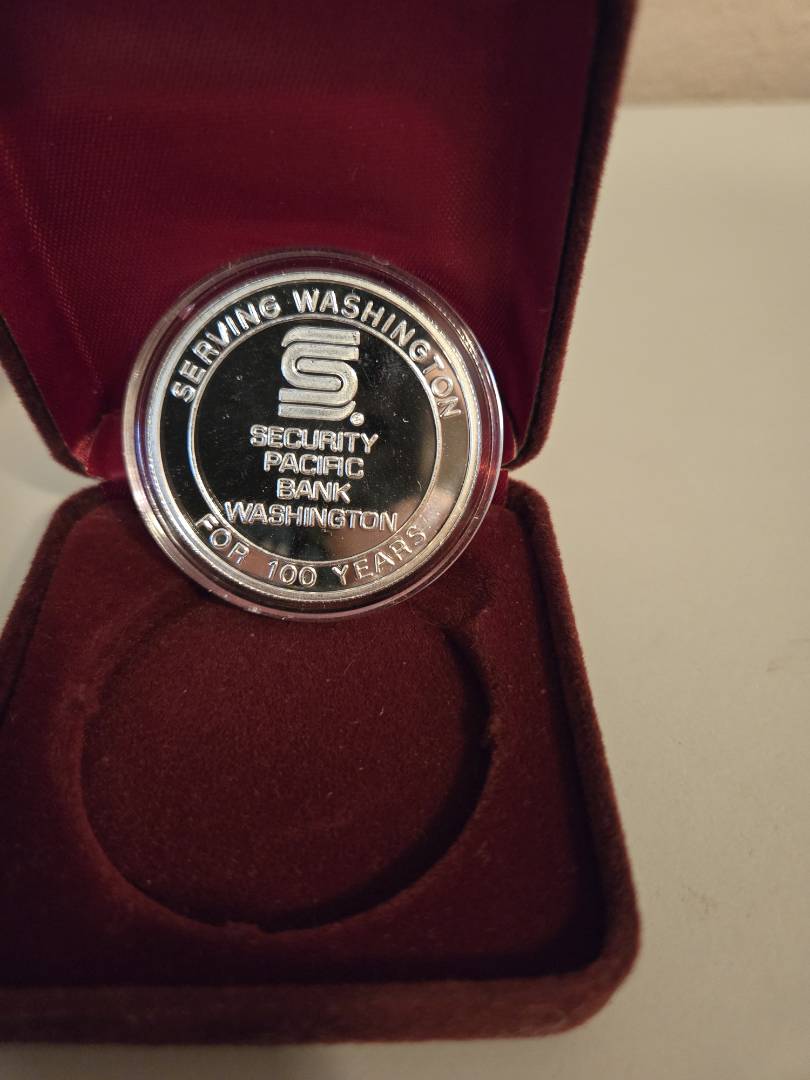 SERVING WASHINGTON
S
®
SECURITY
PACIFIC
BANK
WASHINGTON
FOR 100 YEARS